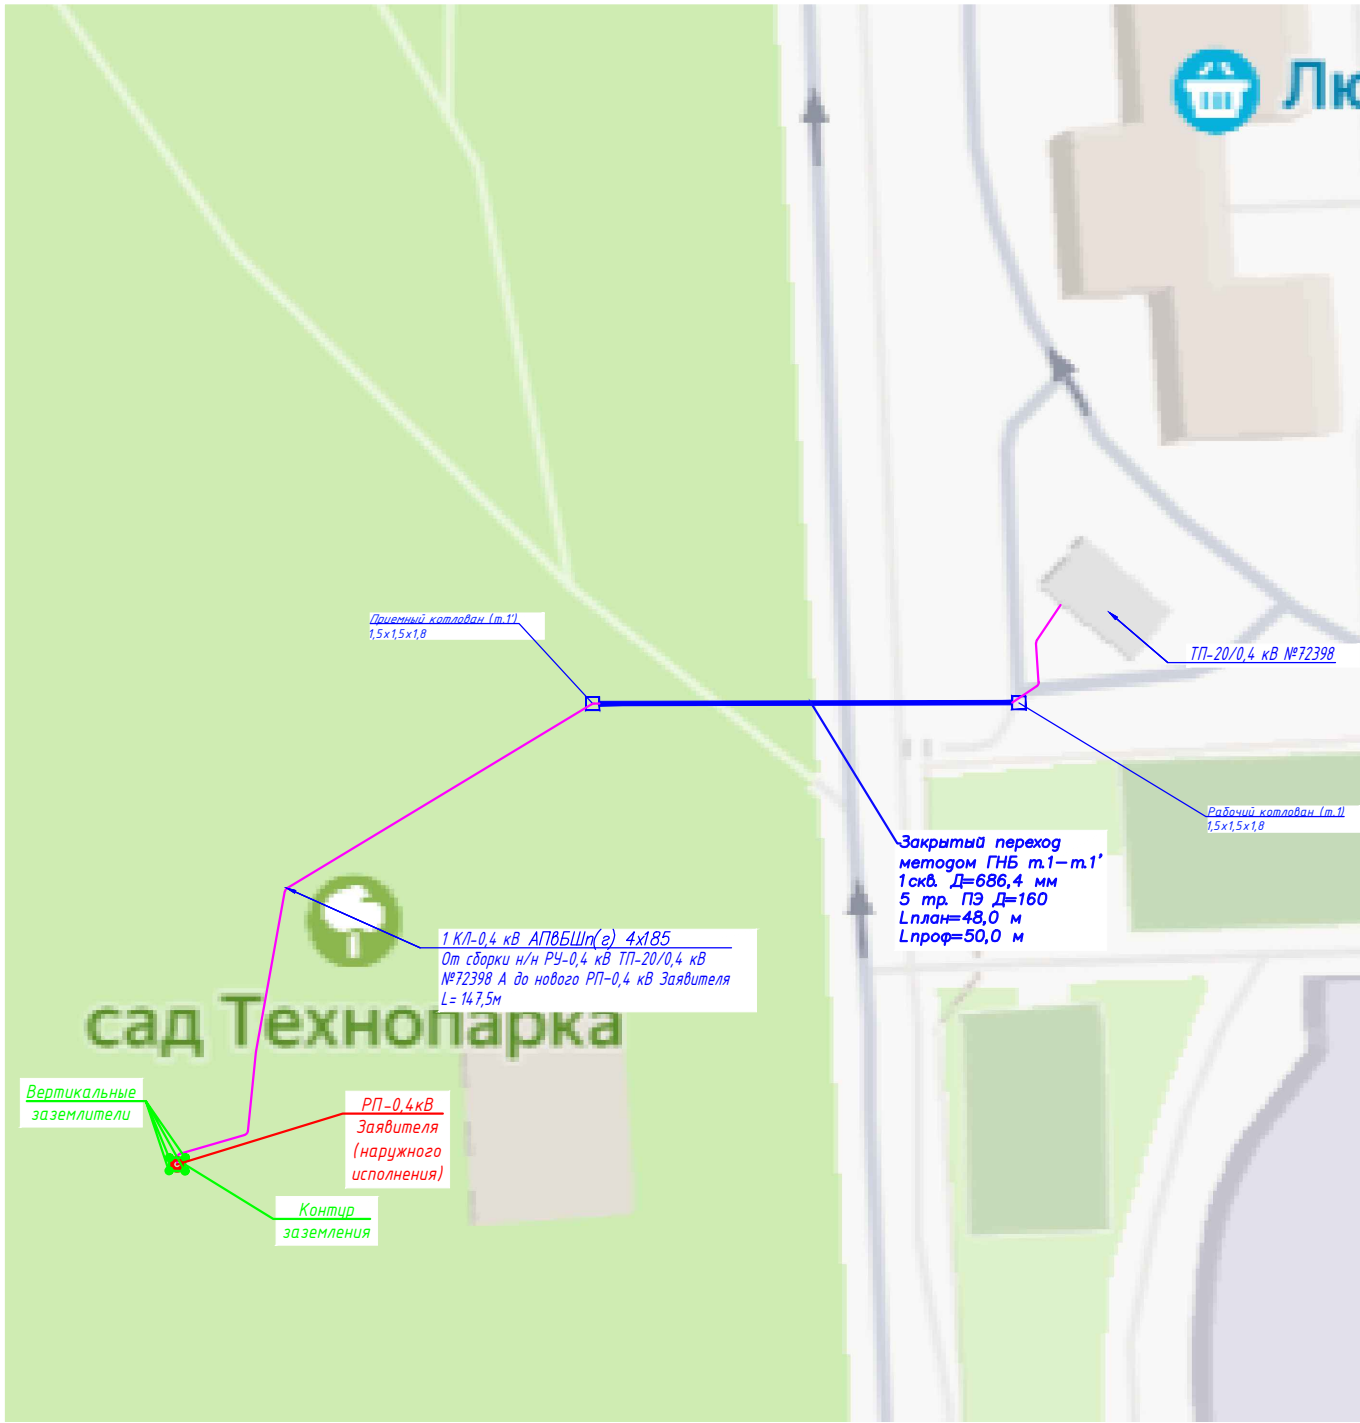 Лю
Приемный котлован (т.1')
1,5х1,5х1,8
ТП-20/0,4 кВ №72398
Рабочий котлован (т.1)
1,5х1,5х1,8
Закрытый переход
методом ГНБ т.1-т.1'
1скв. Д=686,4 мм
5 тр. ПЭ Д=160
Lплан=48,0 м
Lпроф=50,0 м
1 КЛ-0,4 кВ АПвБШп(г) 4х185
От сборки н/н РУ-0,4 кВ ТП-20/0,4 кВ
№72398 А до нового РП-0,4 кВ Заявителя
L= 147,5м
сад Технопарка
Вертикальные
заземлители
РП-0,4кВ
Заявителя
(наружного
исполнения)
Контур
заземления